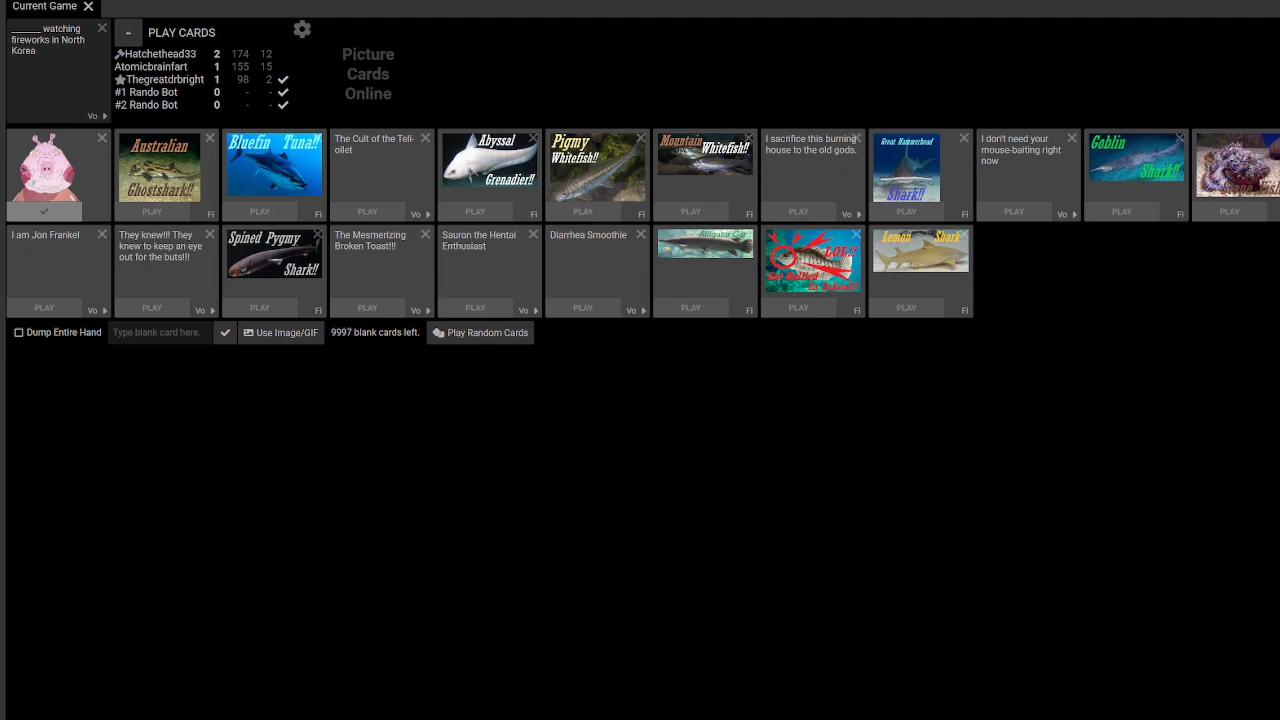 Current Game
______ watching
fireworks in North
Korea
Vo
-
PLAY CARDS
Hatchethead33 2 174 12
Atomicbrainfart 1 155 15
Thegreatdrbright 1 98 2
#1 Rando Bot 0 - -
#2 Rando Bot 0 - -
Picture
Cards
Online
Australian
Ghostshark!!
PLAY Fi
Bluefin Tuna!!
PLAY Fi
The Cult of the Teli-
oilet
PLAY Vo
Abyssal
Grenadier!!
PLAY Fi
Pigmy
Whitefish!!
PLAY Fi
Mountain
Whitefish!!
PLAY Fi
I sacrifice this burning
house to the old gods.
PLAY Vo
Great Hammerhead
Shark!!
PLAY Fi
I don't need your
mouse-baiting right
now
PLAY Vo
Goblin
Shark!!
PLAY Fi
PLAY
I am Jon Frankel
PLAY Vo
They knew!!! They
knew to keep an eye
out for the buts!!!
PLAY Vo
Spined Pygmy
Shark!!
PLAY Fi
The Mesmerizing
Broken Toast!!!
PLAY Vo
Sauron the Hentai
Enthusiast
PLAY Vo
Diarrhea Smoothie
PLAY Vo
Alligator Gar!!
PLAY Fi
LOL!!
PLAY Fi
Lemon Shark
PLAY Fi
Dump Entire Hand
Type blank card here.
Use Image/GIF
9997 blank cards left.
Play Random Cards